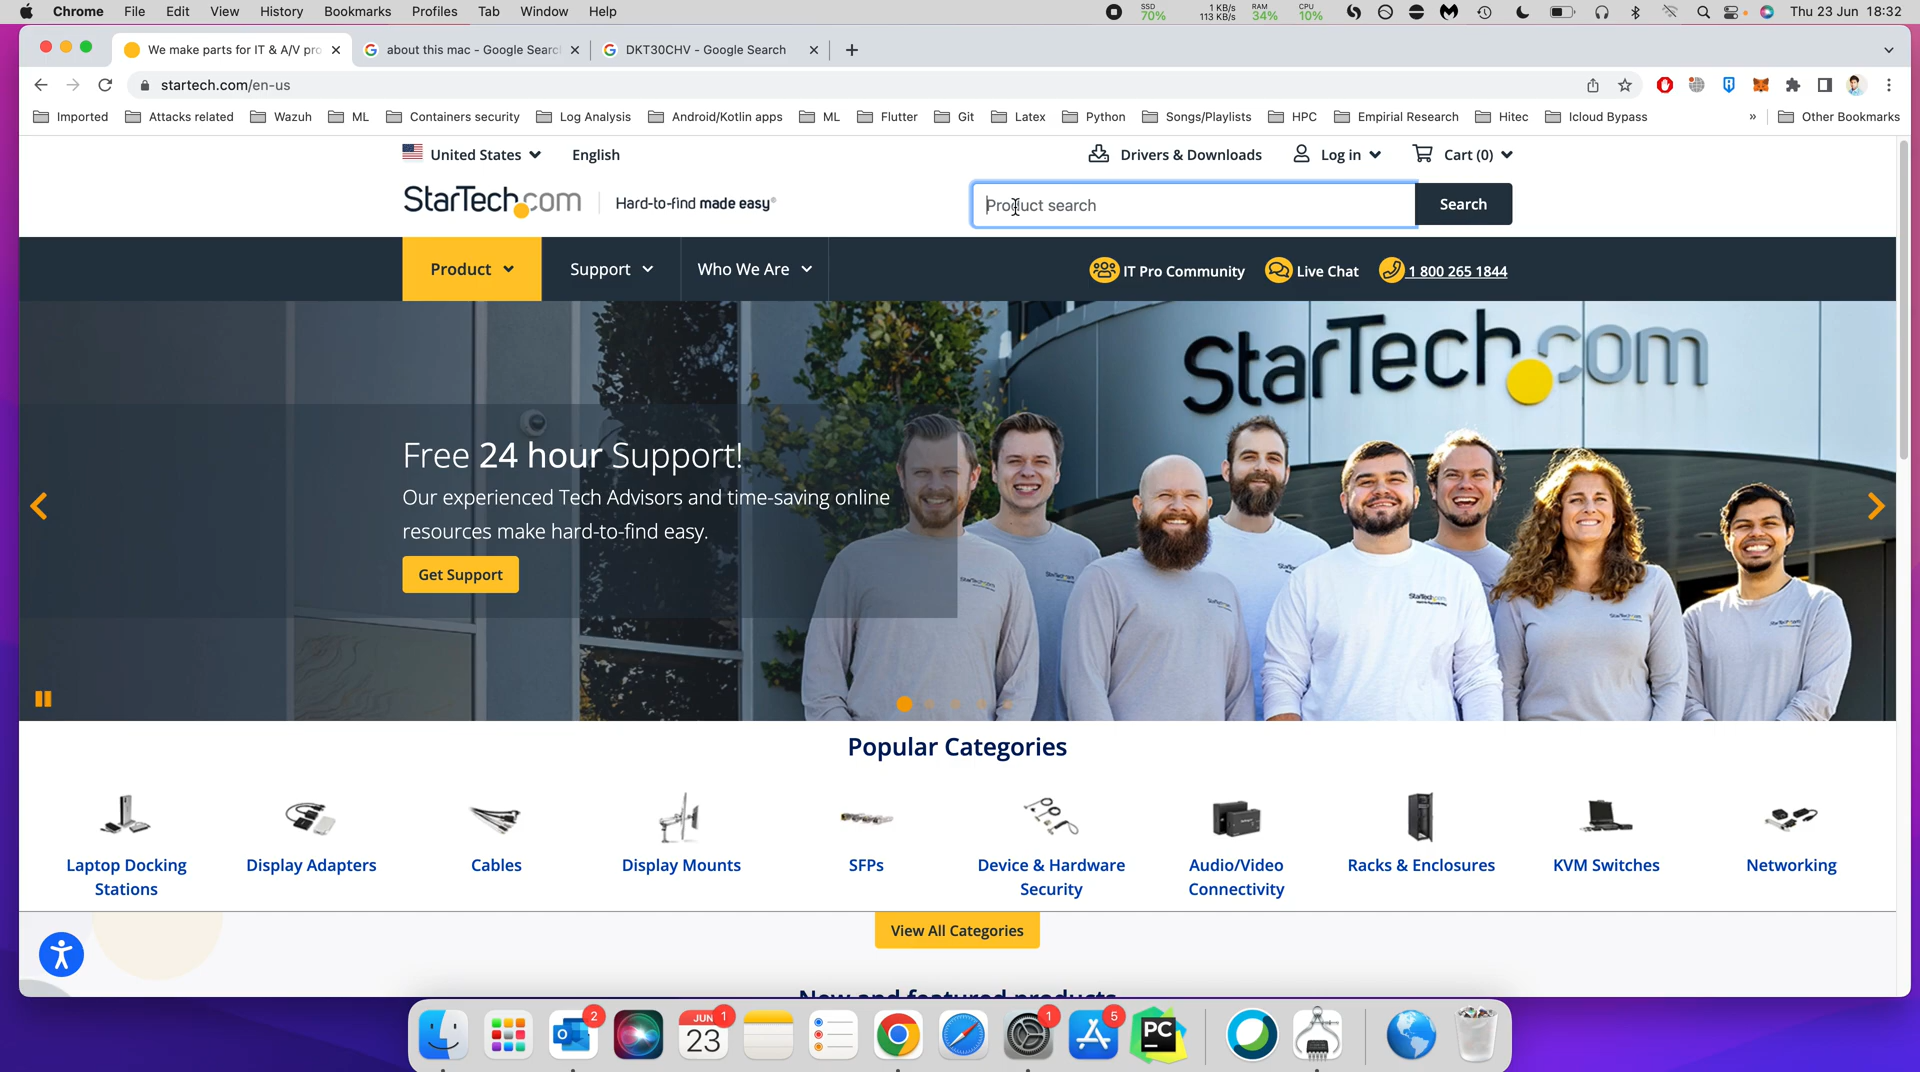 Chrome File Edit View History Bookmarks Profiles Tab Window Help SSD 70% 1 KB/s 113 KB/s RAM 34% CPU 10% Thu 23 Jun 18:32
We make parts for IT & A/V pro about this mac - Google Searc DKT30CHV - Google Search
startech.com/en-us
Imported Attacks related Wazuh ML Containers security Log Analysis Android/Kotlin apps ML Flutter Git Latex Python Songs/Playlists HPC Empirial Research Hitec Icloud Bypass » Other Bookmarks
United States English Drivers & Downloads Log in Cart (0)
StarTech.com Hard-to-find made easy® Product search Search
Product Support Who We Are IT Pro Community Live Chat 1 800 265 1844
StarTech.com
Free 24 hour Support!
Our experienced Tech Advisors and time-saving online
resources make hard-to-find easy.
Get Support
Popular Categories
Laptop Docking Stations Display Adapters Cables Display Mounts SFPs Device & Hardware Security Audio/Video Connectivity Racks & Enclosures KVM Switches Networking
View All Categories
New and featured products
2 JUN 23 1 1 5 PC